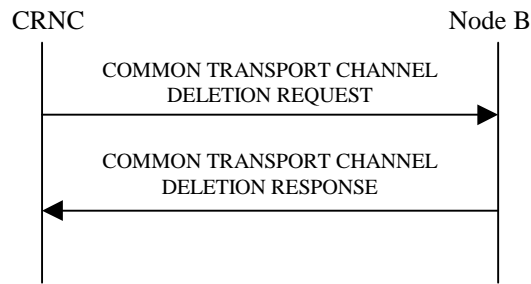 CRNC
Node B
COMMON TRANSPORT CHANNEL
DELETION REQUEST
COMMON TRANSPORT CHANNEL
DELETION RESPONSE